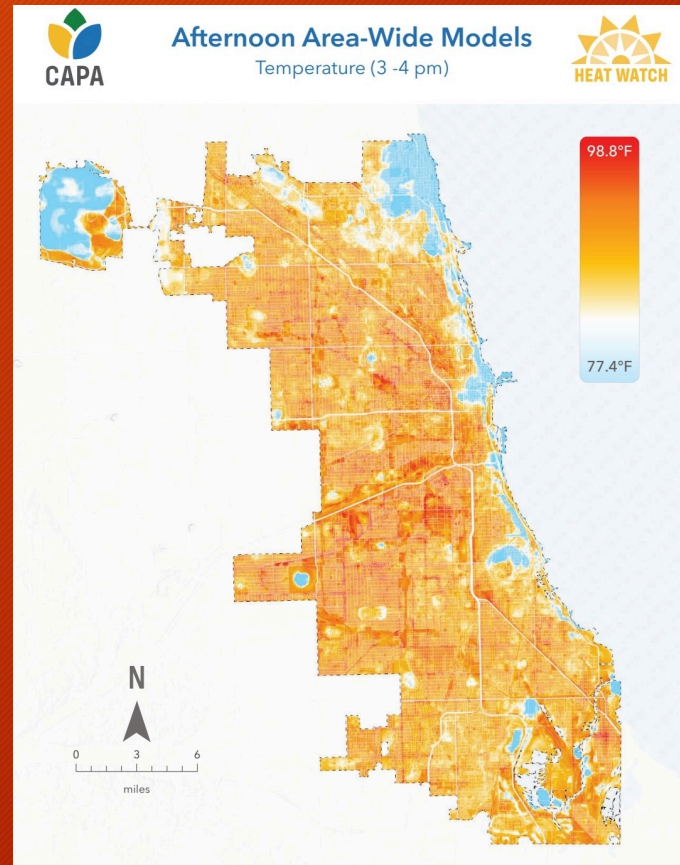 CAPA
Afternoon Area-Wide Models
Temperature (3 -4 pm)
HEAT WATCH
98.8°F
77.4°F
N
0 3 6
miles